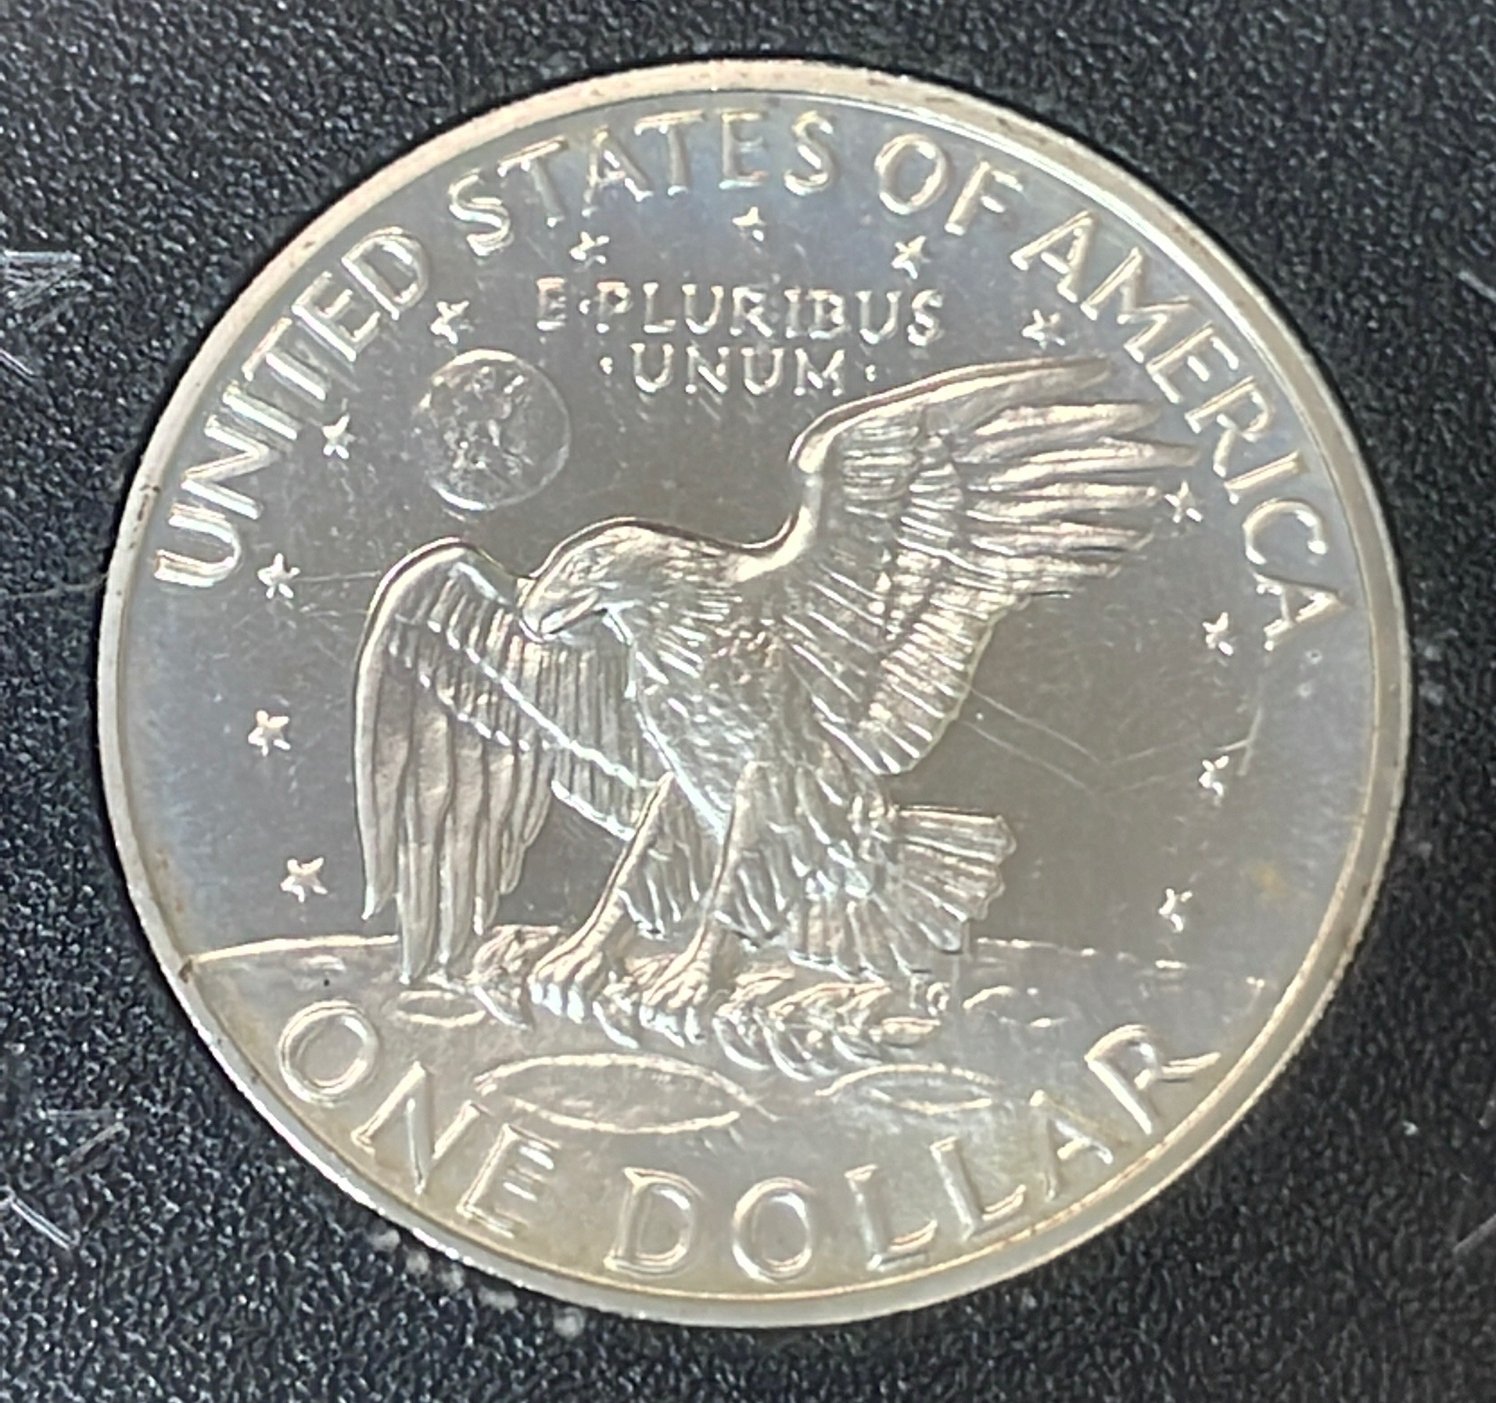 UNITED STATES OF AMERICA
E·PLURIBUS
·UNUM·
ONE DOLLAR